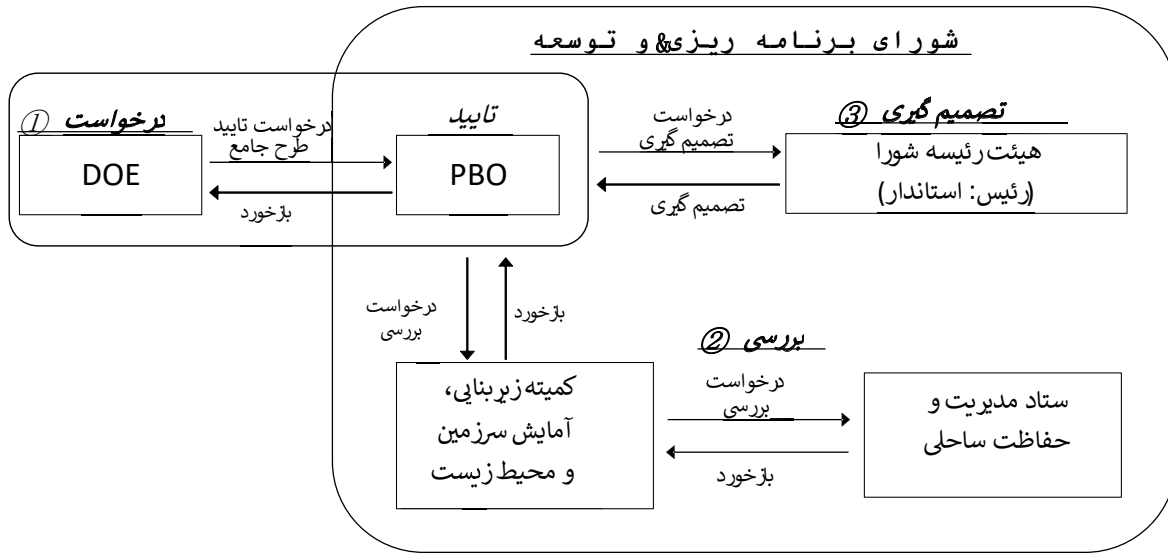 شورای برنامه ریزی&و توسعه
درخواست ①
DOE
درخواست تایید
طرح جامع
بازخورد
تایید
PBO
درخواست
تصمیم گیری
تصمیم گیری
تصمیم گیری ③
هیئت رئیسه شورا
(رئیس: استاندار)
درخواست
بررسی
بازخورد
کمیته زیربنایی،
آمایش سرزمین
و محیط زیست
بررسی ②
درخواست
بررسی
بازخورد
ستاد مدیریت و
حفاظت ساحلی